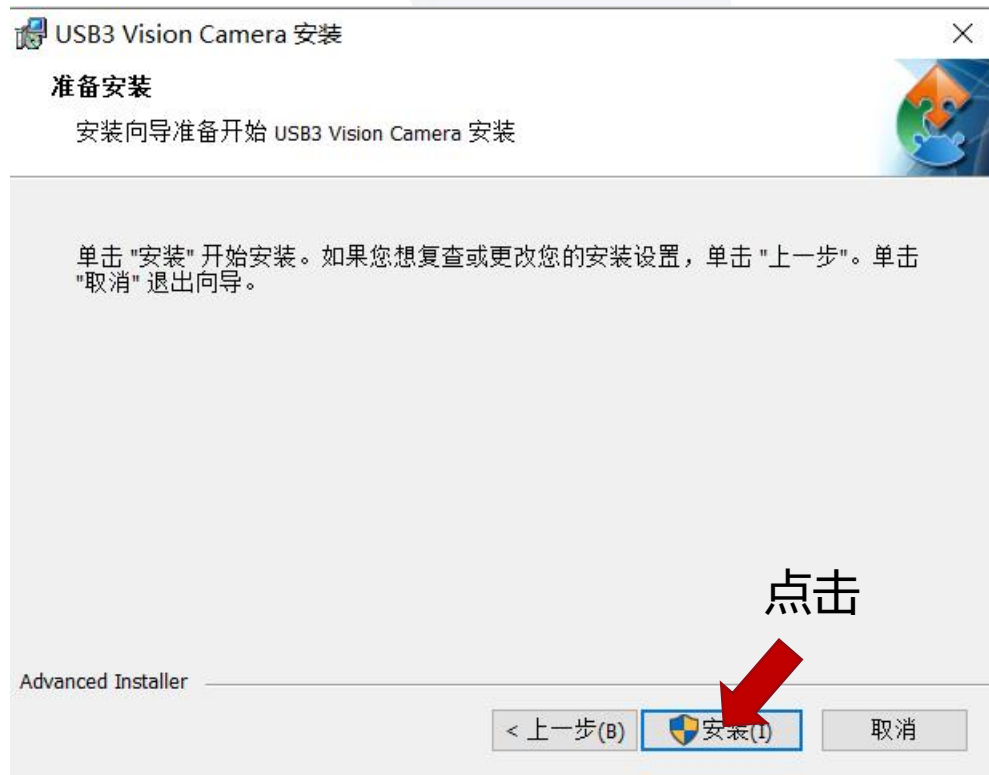 USB3 Vision Camera 安装
准备安装
安装向导准备开始 USB3 Vision Camera 安装
单击 "安装" 开始安装。如果您想复查或更改您的安装设置，单击 "上一步"。单击
"取消" 退出向导。
点击
Advanced Installer
< 上一步(B)
安装(I)
取消